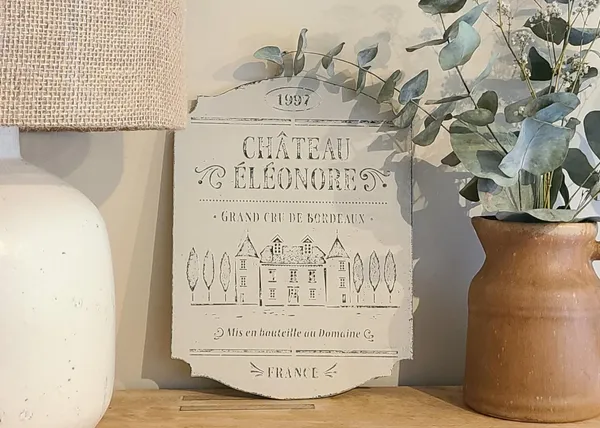 1997
CHÂTEAU
ÉLÉONORE
· GRAND CRU DE BORDEAUX ·
Mis en bouteille au Domaine
FRANCE